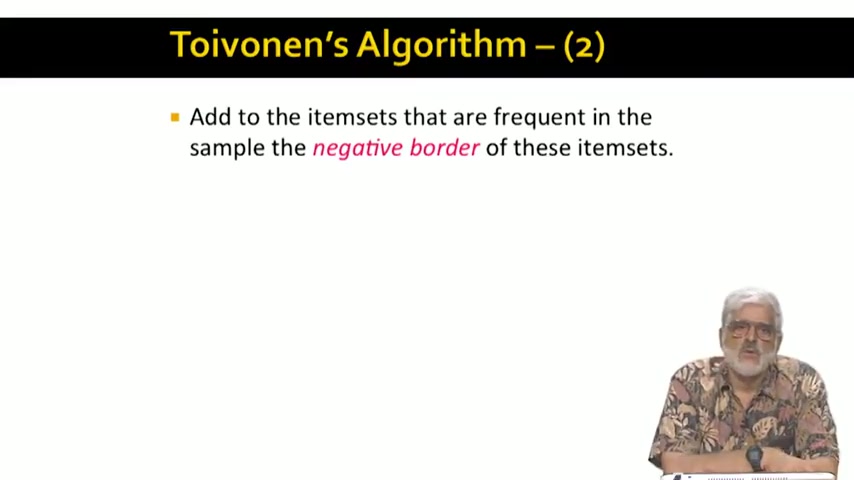 Toivonen's Algorithm – (2)
Add to the itemsets that are frequent in the
sample the negative border of these itemsets.